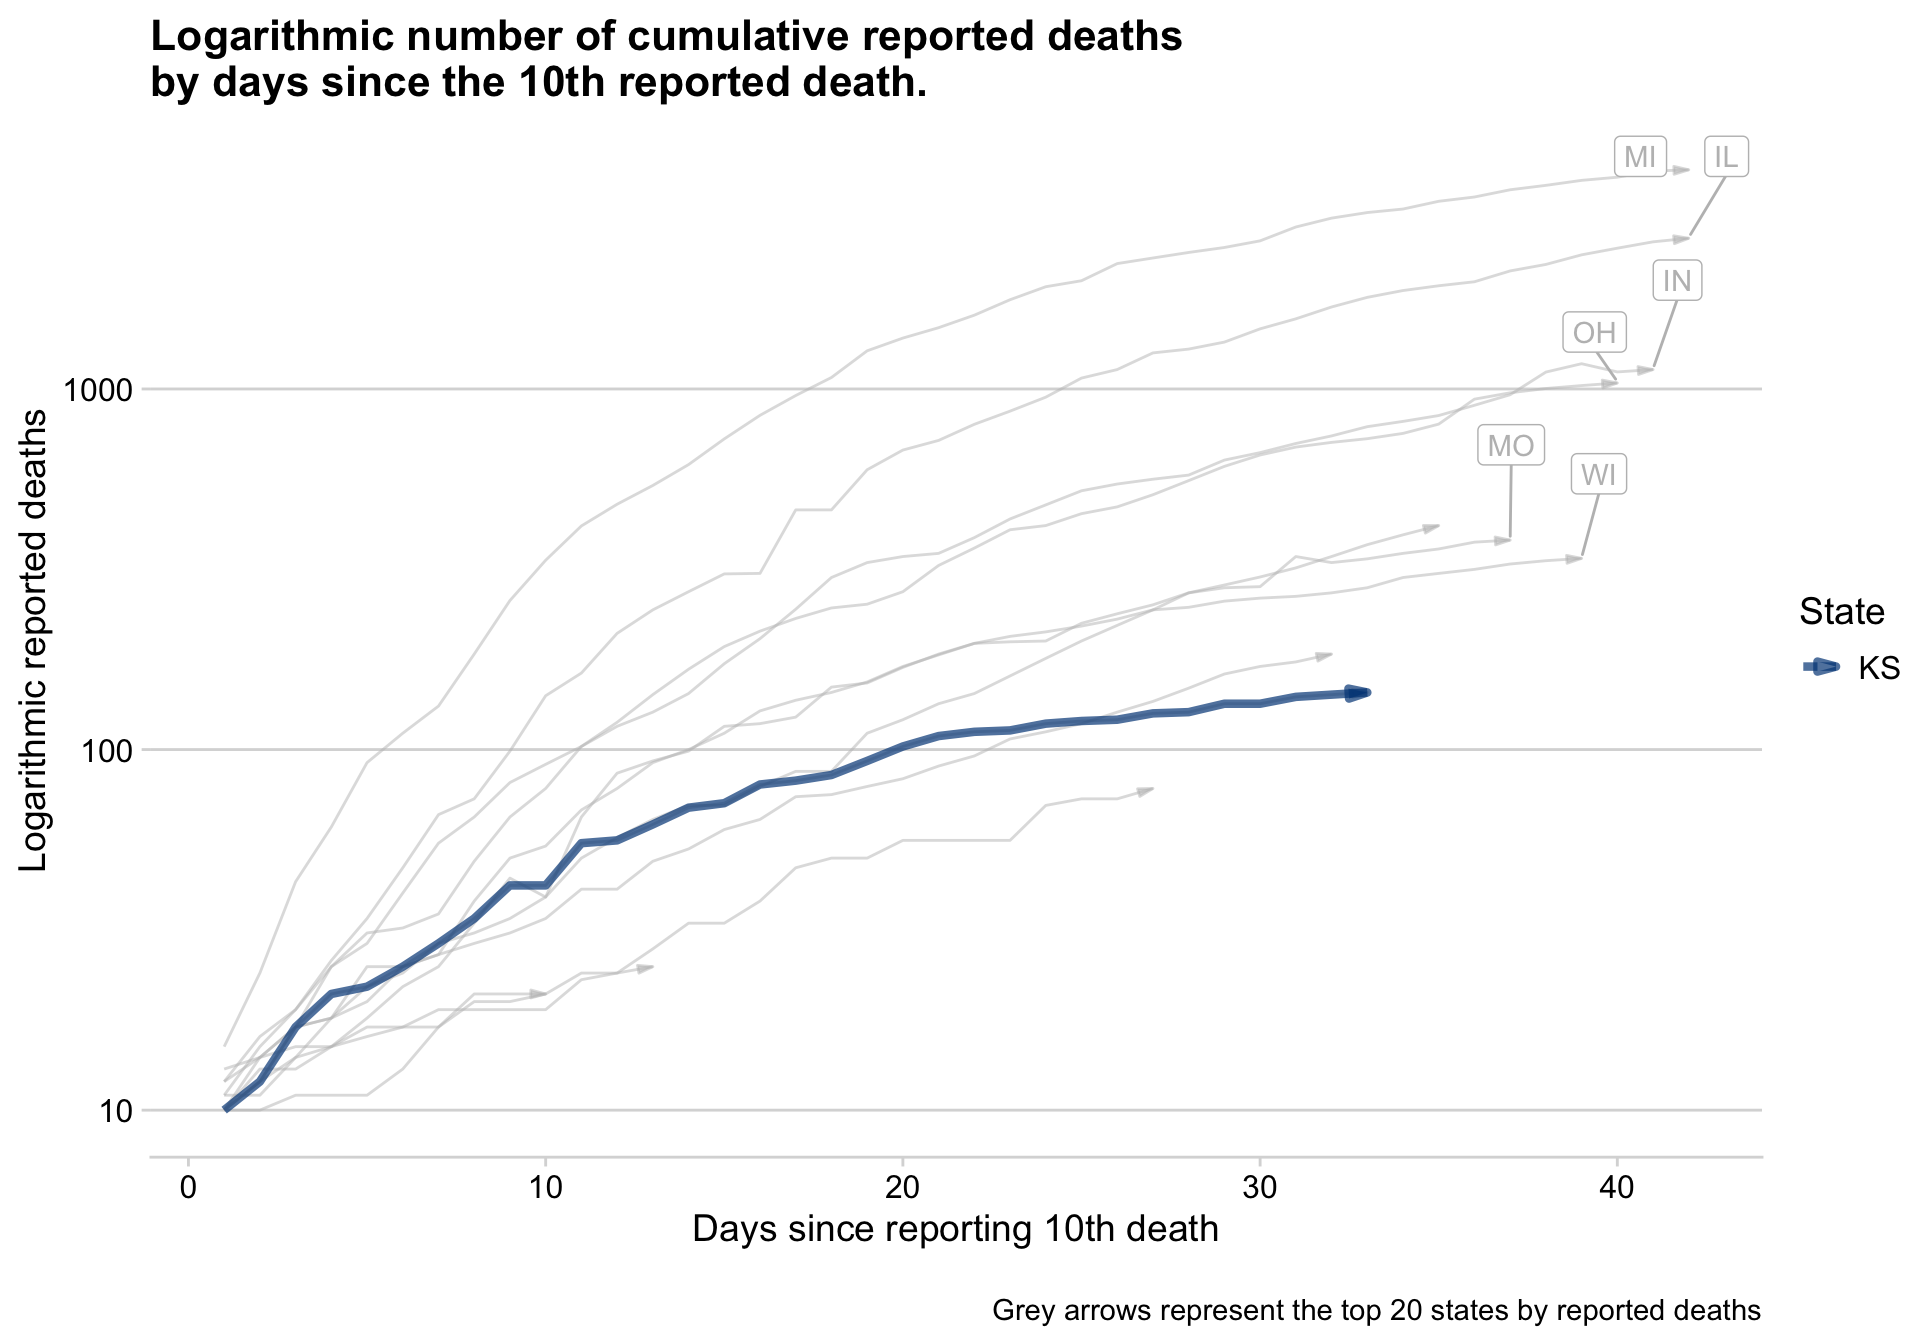 Logarithmic number of cumulative reported deaths
by days since the 10th reported death.
MI
IL
IN
OH
MO
WI
1000
100
10
Logarithmic reported deaths
State
KS
0
10
20
30
40
Days since reporting 10th death
Grey arrows represent the top 20 states by reported deaths